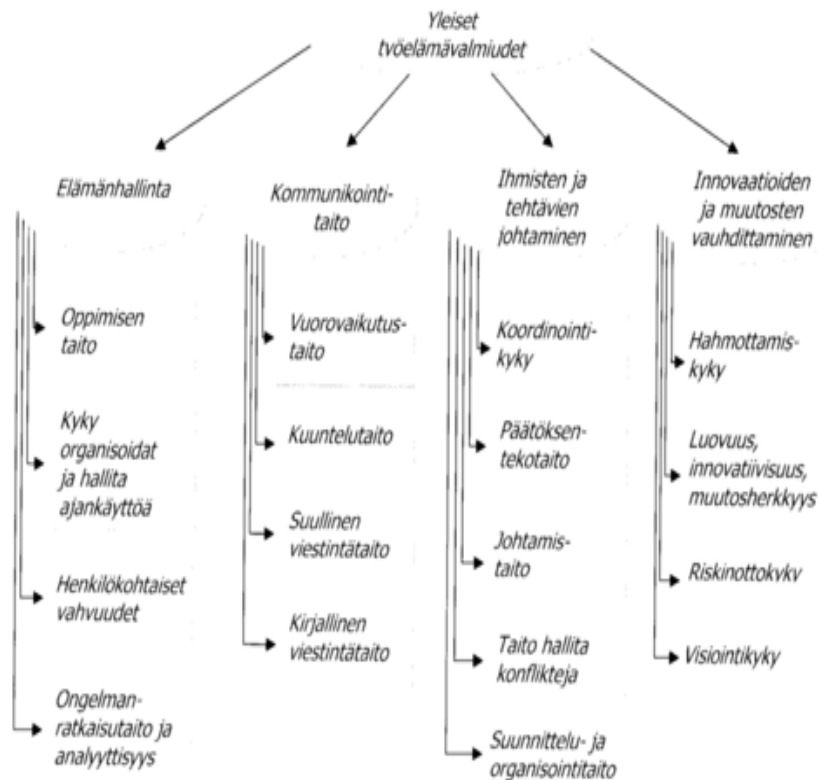 Yleiset
tvöelämävalmiudet
Elämänhallinta
Oppimisen
taito
Kyky
organisoidat
ja hallita
ajankäyttöä
Henkilökohtaiset
vahvuudet
Ongelman-
ratkaisutaito ja
analyyttisyys
Kommunikointi-
taito
Vuorovaikutus-
taito
Kuuntelutaito
Suullinen
viestintätaito
Kirjallinen
viestintätaito
Ihmisten ja
tehtävien
johtaminen
Koordinointi-
kyky
Päätöksen-
tekotaito
Johtamis-
taito
Taito hallita
konflikteja
Suunnittelu- ja
organisointitaito
Innovaatioiden
ja muutosten
vauhdittaminen
Hahmottamis-
kyky
Luovuus,
innovatiivisuus,
muutosherkkyys
Riskinottokvkv
Visiointikyky